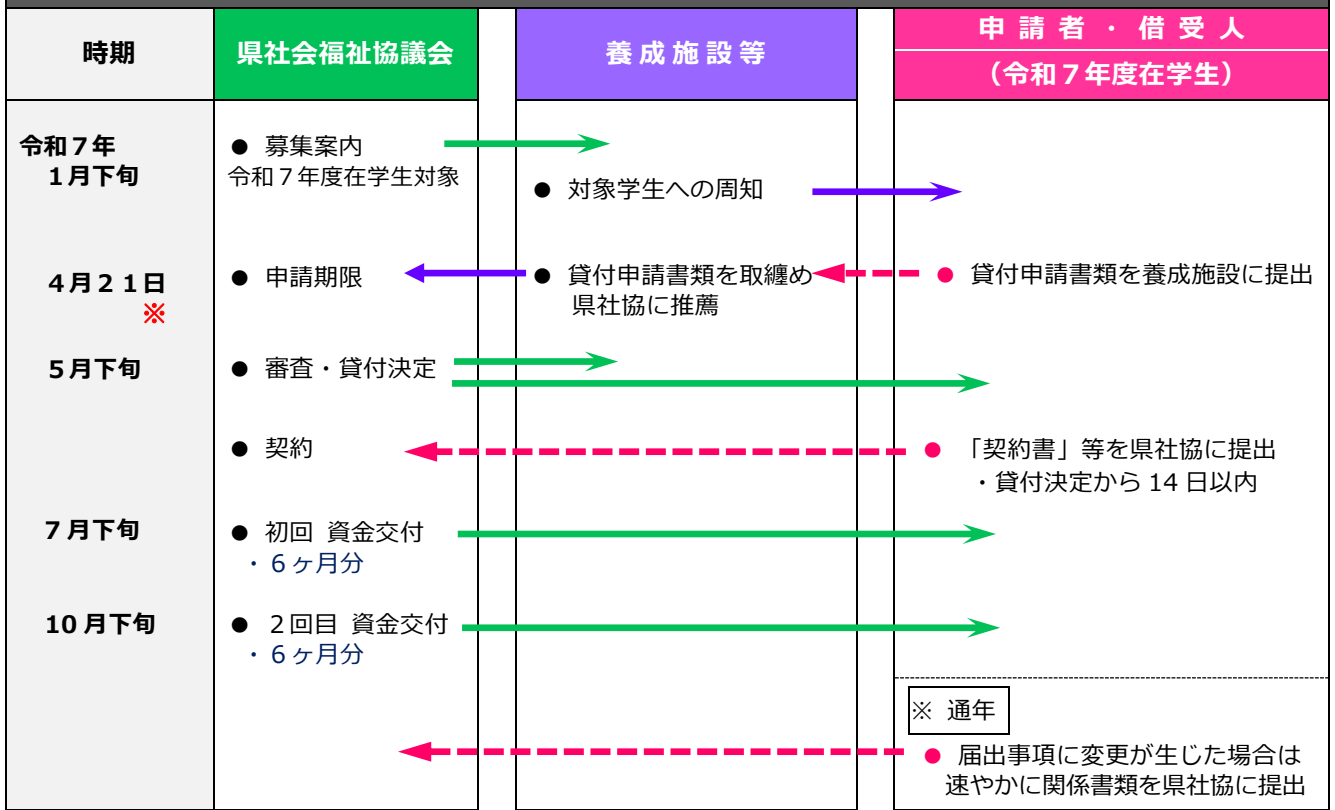 時期
県社会福祉協議会
養成施設等
申請者・借受人
（令和７年度在学生）
令和７年
１月下旬
● 募集案内
令和７年度在学生対象
● 対象学生への周知
４月２１日
※
● 申請期限
● 貸付申請書類を取纏め
県社協に推薦
● 貸付申請書類を養成施設に提出
５月下旬
● 審査・貸付決定
● 契約
● 「契約書」等を県社協に提出
・貸付決定から 14 日以内
７月下旬
● 初回 資金交付
・６ヶ月分
10 月下旬
● ２回目 資金交付
・６ヶ月分
※ 通年
● 届出事項に変更が生じた場合は
速やかに関係書類を県社協に提出